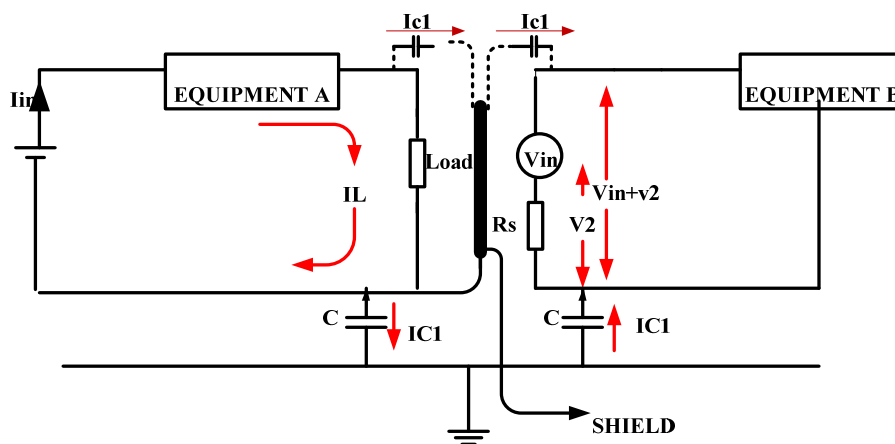 Ic1
Ic1
EQUIPMENT A
EQUIPMENT B
Iin
Load
Vin
IL
Rs
Vin+v2
V2
C
IC1
C
IC1
SHIELD